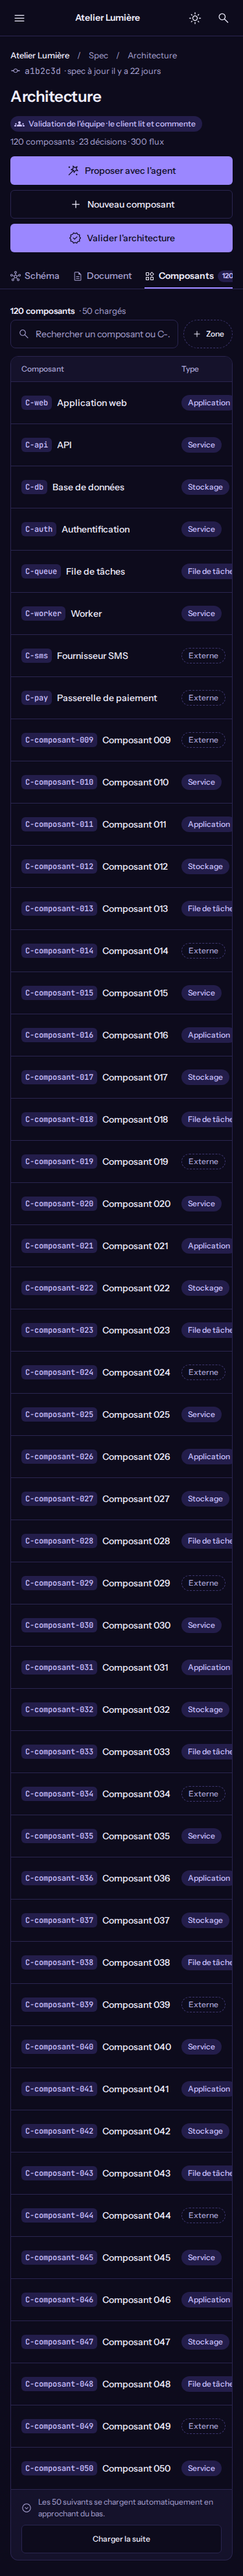 Atelier Lumière
Atelier Lumière / Spec / Architecture
a1b2c3d · spec à jour il y a 22 jours
Architecture
Validation de l'équipe · le client lit et commente
120 composants · 23 décisions · 300 flux
Proposer avec l'agent
Nouveau composant
Valider l'architecture
Schéma Document Composants 120
120 composants · 50 chargés
Rechercher un composant ou C-. Zone
Composant Type
C-web Application web Application
C-api API Service
C-db Base de données Stockage
C-auth Authentification Service
C-queue File de tâches File de tâche
C-worker Worker Service
C-sms Fournisseur SMS Externe
C-pay Passerelle de paiement Externe
C-composant-009 Composant 009 Externe
C-composant-010 Composant 010 Service
C-composant-011 Composant 011 Application
C-composant-012 Composant 012 Stockage
C-composant-013 Composant 013 File de tâche
C-composant-014 Composant 014 Externe
C-composant-015 Composant 015 Service
C-composant-016 Composant 016 Application
C-composant-017 Composant 017 Stockage
C-composant-018 Composant 018 File de tâche
C-composant-019 Composant 019 Externe
C-composant-020 Composant 020 Service
C-composant-021 Composant 021 Application
C-composant-022 Composant 022 Stockage
C-composant-023 Composant 023 File de tâche
C-composant-024 Composant 024 Externe
C-composant-025 Composant 025 Service
C-composant-026 Composant 026 Application
C-composant-027 Composant 027 Stockage
C-composant-028 Composant 028 File de tâche
C-composant-029 Composant 029 Externe
C-composant-030 Composant 030 Service
C-composant-031 Composant 031 Application
C-composant-032 Composant 032 Stockage
C-composant-033 Composant 033 File de tâche
C-composant-034 Composant 034 Externe
C-composant-035 Composant 035 Service
C-composant-036 Composant 036 Application
C-composant-037 Composant 037 Stockage
C-composant-038 Composant 038 File de tâche
C-composant-039 Composant 039 Externe
C-composant-040 Composant 040 Service
C-composant-041 Composant 041 Application
C-composant-042 Composant 042 Stockage
C-composant-043 Composant 043 File de tâche
C-composant-044 Composant 044 Externe
C-composant-045 Composant 045 Service
C-composant-046 Composant 046 Application
C-composant-047 Composant 047 Stockage
C-composant-048 Composant 048 File de tâche
C-composant-049 Composant 049 Externe
C-composant-050 Composant 050 Service
Les 50 suivants se chargent automatiquement en
approchant du bas.
Charger la suite